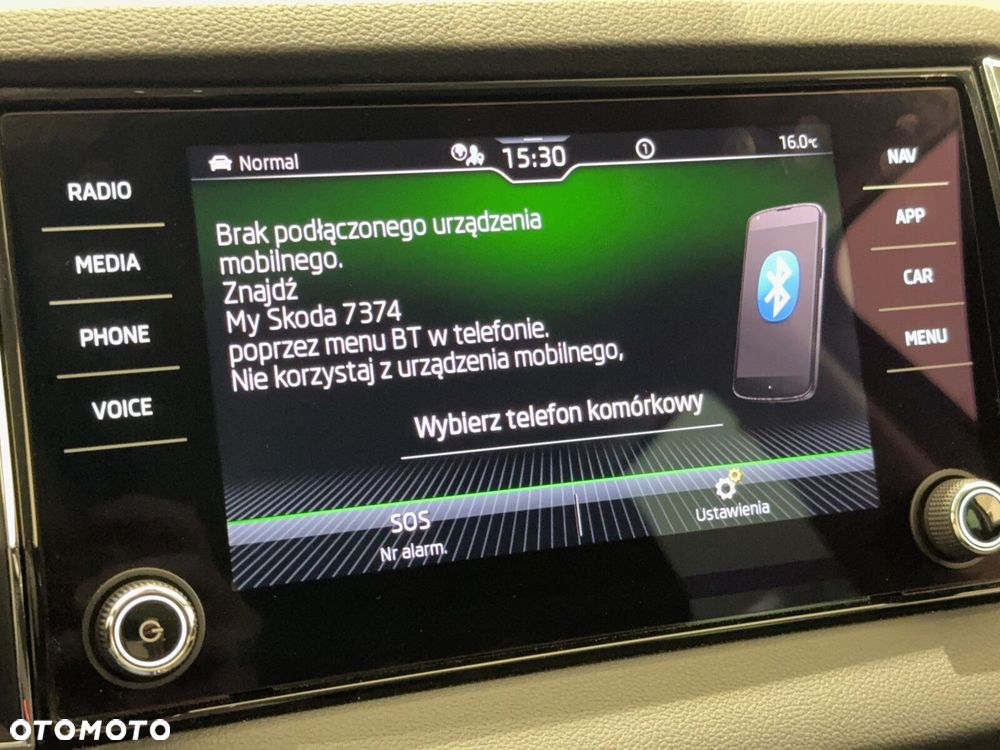 Normal
15:30
1
16.0°C
RADIO
MEDIA
PHONE
VOICE
Brak podłączonego urządzenia
mobilnego.
Znajdź
My Skoda 7374
poprzez menu BT w telefonie.
Nie korzystaj z urządzenia mobilnego,
Wybierz telefon komórkowy
SOS
Nr alarm.
Ustawienia
NAV
APP
CAR
MENU
OTOMOTO